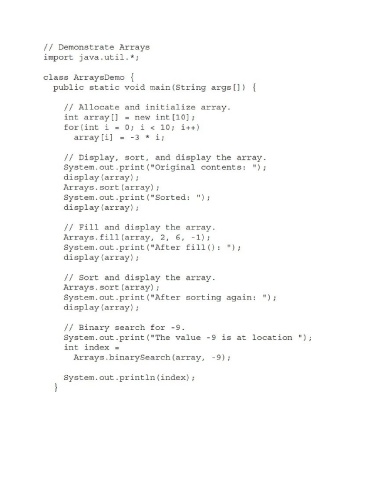 // Demonstrate Arrays
import java.util.*;
class ArraysDemo {
public static void main(String args[]) {
// Allocate and initialize array.
int array[] = new int[10];
for(int i = 0; i < 10; i++)
array[i] = -3 * i;
// Display, sort, and display the array.
System.out.print("Original contents: ");
display(array);
Arrays.sort(array);
System.out.print("Sorted: ");
display(array);
// Fill and display the array.
Arrays.fill(array, 2, 6, -1);
System.out.print("After fill(): ");
display(array);
// Sort and display the array.
Arrays.sort(array);
System.out.print("After sorting again: ");
display(array);
// Binary search for -9.
System.out.print("The value -9 is at location ");
int index =
Arrays.binarySearch(array, -9);
System.out.println(index);
}